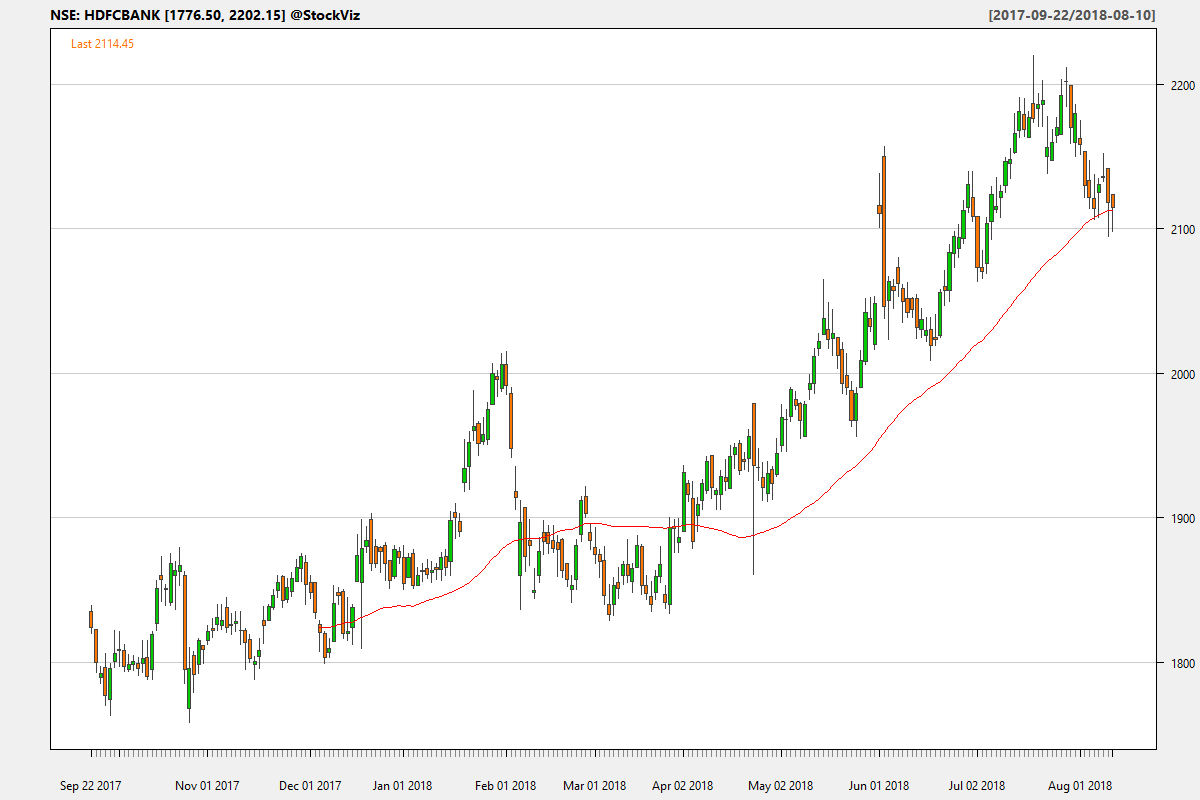 NSE: HDFCBANK [1776.50, 2202.15] @StockViz
[2017-09-22/2018-08-10]
Last 2114.45
2200
2100
2000
1900
1800
Sep 22 2017
Nov 01 2017
Dec 01 2017
Jan 01 2018
Feb 01 2018
Mar 01 2018
Apr 02 2018
May 02 2018
Jun 01 2018
Jul 02 2018
Aug 01 2018